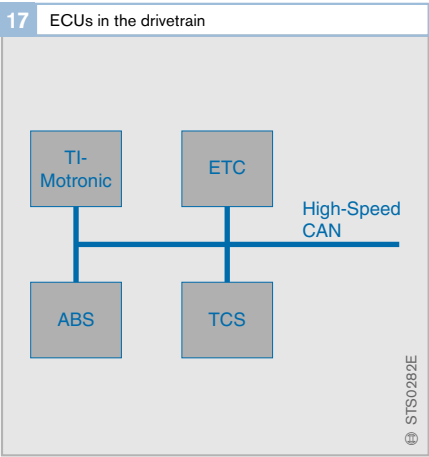 17 ECUs in the drivetrain
TI-
Motronic
ETC
High-Speed
CAN
ABS
TCS
STS0282E